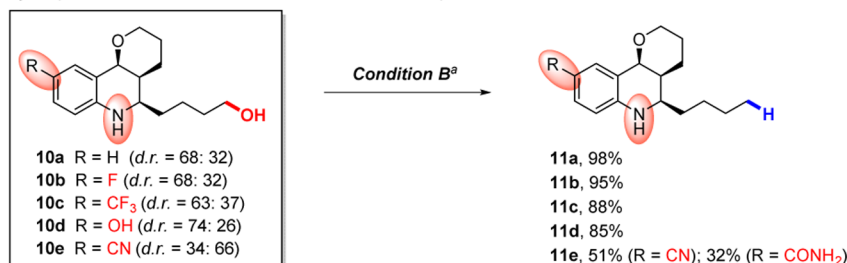 R
O
N
H
OH
10a R = H (d.r. = 68: 32)
10b R = F (d.r. = 68: 32)
10c R = CF₃ (d.r. = 63: 37)
10d R = OH (d.r. = 74: 26)
10e R = CN (d.r. = 34: 66)
Condition Bᵃ
R
O
N
H
H
11a, 98%
11b, 95%
11c, 88%
11d, 85%
11e, 51% (R = CN); 32% (R = CONH₂)